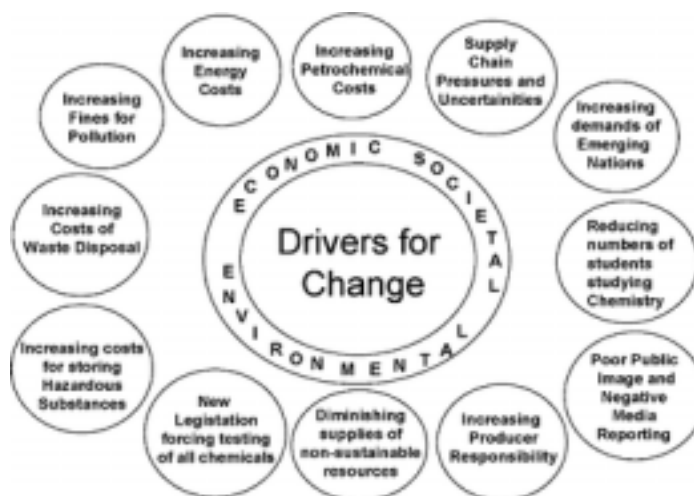 Increasing
Energy
Costs
Increasing
Petrochemical
Costs
Supply
Chain
Pressures and
Uncertainities
Increasing
demands of
Emerging
Nations
Reducing
numbers of
students
studying
Chemistry
Poor Public
Image and
Negative
Media
Reporting
Increasing
Producer
Responsibility
Diminishing
supplies of
non-sustainable
resources
New
Legistation
forcing testing
of all chemicals
Increasing costs
for storing
Hazardous
Substances
Increasing
Costs of
Waste Disposal
Increasing
Fines for
Pollution
ECONOMIC SOCIETAL
ENVIRONMENTAL
Drivers for
Change